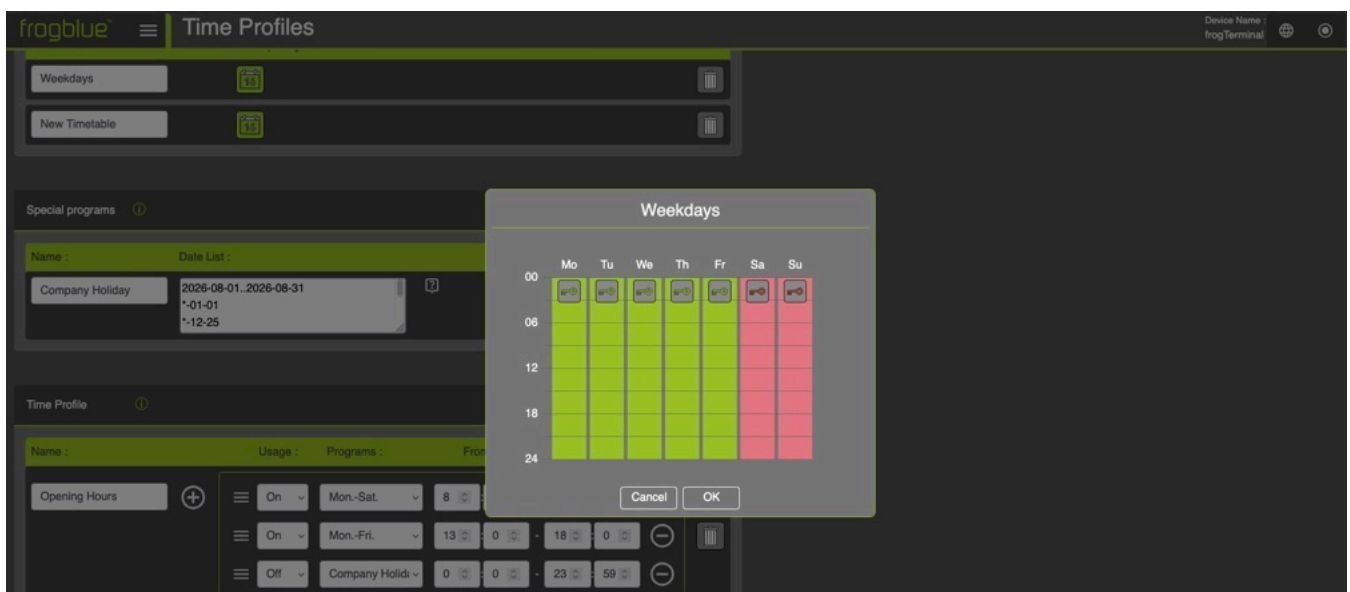 frogblue Time Profiles
Device Name :
frogTerminal
Weekdays
New Timetable
Special programs
Name : Date List :
Company Holiday
2026-08-01..2026-08-31
*-01-01
*-12-25
Weekdays
Mo Tu We Th Fr Sa Su
00
06
12
18
24
Cancel OK
Time Profile
Name : Usage : Programs : From
Opening Hours On Mon.-Sat. 8
On Mon.-Fri. 13 : 0 - 18 : 0
Off Company Holida 0 : 0 - 23 : 59